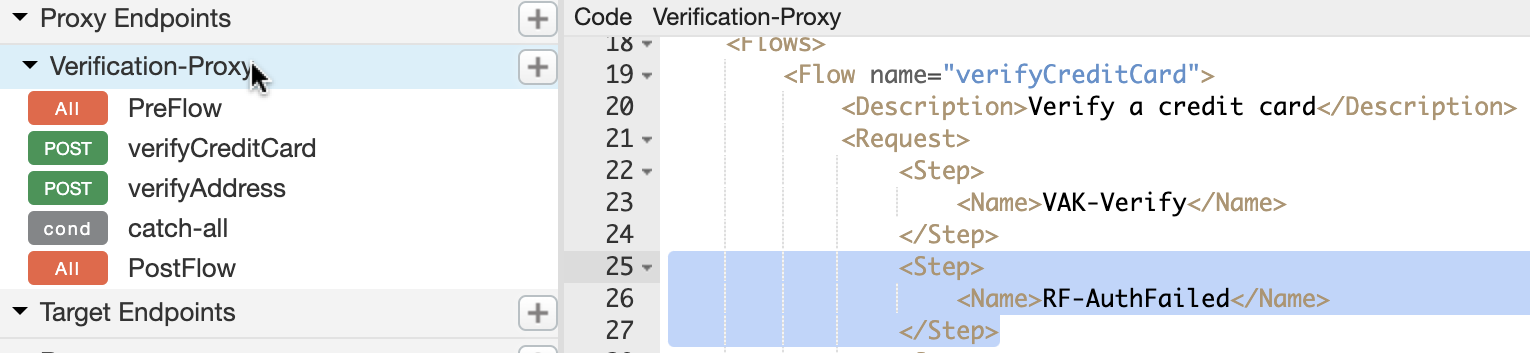 Proxy Endpoints
Verification-Proxy
All PreFlow
POST verifyCreditCard
POST verifyAddress
cond catch-all
All PostFlow
Target Endpoints
Code Verification-Proxy
18 <Flows>
19 <Flow name="verifyCreditCard">
20 <Description>Verify a credit card</Description>
21 <Request>
22 <Step>
23 <Name>VAK-Verify</Name>
24 </Step>
25 <Step>
26 <Name>RF-AuthFailed</Name>
27 </Step>